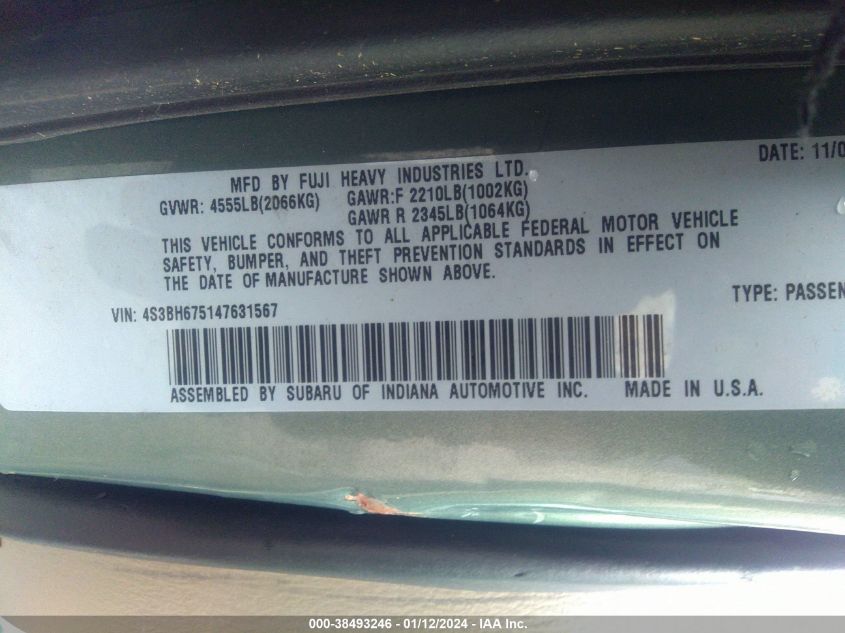 DATE: 11/0
MFD BY FUJI HEAVY INDUSTRIES LTD.
GVWR: 4555LB(2066KG) GAWR:F 2210LB(1002KG)
GAWR R 2345LB(1064KG)
THIS VEHICLE CONFORMS TO ALL APPLICABLE FEDERAL MOTOR VEHICLE
SAFETY, BUMPER, AND THEFT PREVENTION STANDARDS IN EFFECT ON
THE DATE OF MANUFACTURE SHOWN ABOVE.
VIN: 4S3BH675147631567 TYPE: PASSEN
ASSEMBLED BY SUBARU OF INDIANA AUTOMOTIVE INC. MADE IN U.S.A.
000-38493246 - 01/12/2024 - IAA Inc.